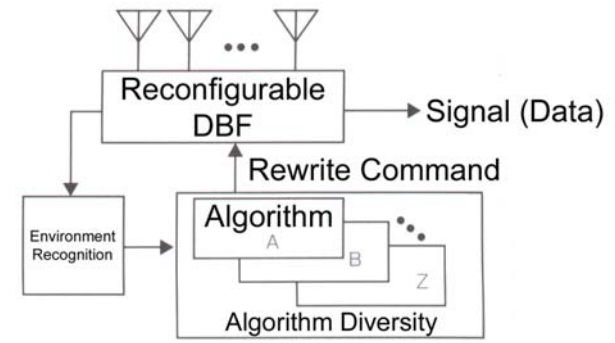 Reconfigurable
DBF
Signal (Data)
Rewrite Command
Environment
Recognition
Algorithm
A
B
Z
Algorithm Diversity